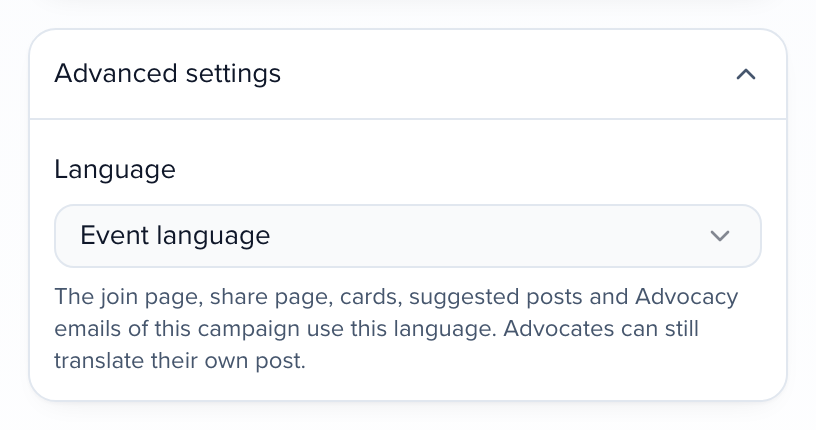 Advanced settings
Language
Event language
The join page, share page, cards, suggested posts and Advocacy
emails of this campaign use this language. Advocates can still
translate their own post.